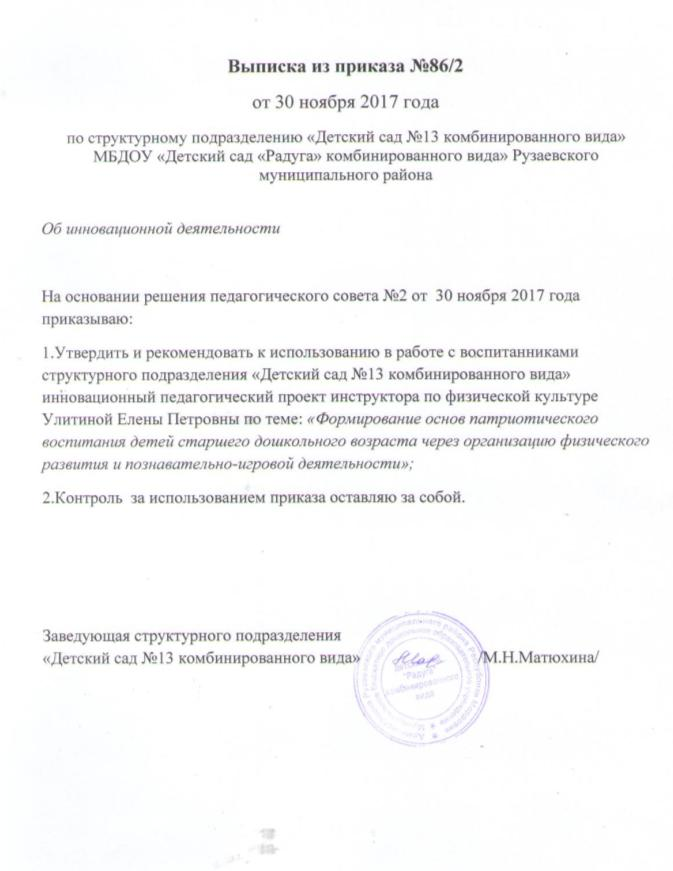 Выписка из приказа №86/2
от 30 ноября 2017 года
по структурному подразделению «Детский сад №13 комбинированного вида»
МБДОУ «Детский сад «Радуга» комбинированного вида» Рузаевского
муниципального района
Об инновационной деятельности
На основании решения педагогического совета №2 от 30 ноября 2017 года
приказываю:
1.Утвердить и рекомендовать к использованию в работе с воспитанниками
структурного подразделения «Детский сад №13 комбинированного вида»
инновационный педагогический проект инструктора по физической культуре
Улитиной Елены Петровны по теме: «Формирование основ патриотического
воспитания детей старшего дошкольного возраста через организацию физического
развития и познавательно-игровой деятельности»;
2.Контроль за использованием приказа оставляю за собой.
Заведующая структурного подразделения
«Детский сад №13 комбинированного вида» /М.Н.Матюхина/
"Радуга"
комбинированного
вида